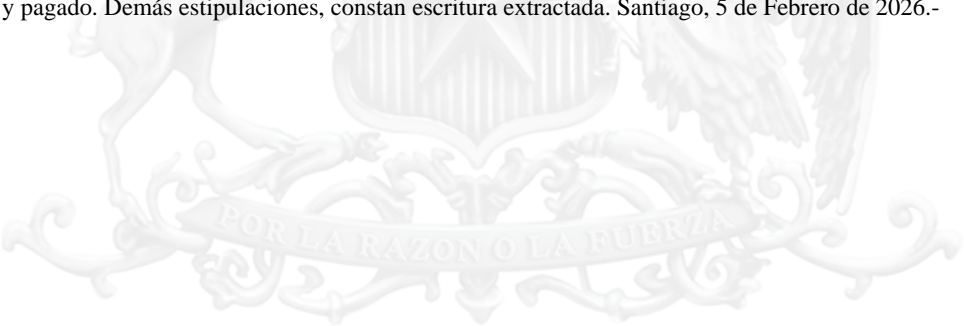 y pagado. Demás estipulaciones, constan escritura extractada. Santiago, 5 de Febrero de 2026.-
POR LA RAZON O LA FUERZA